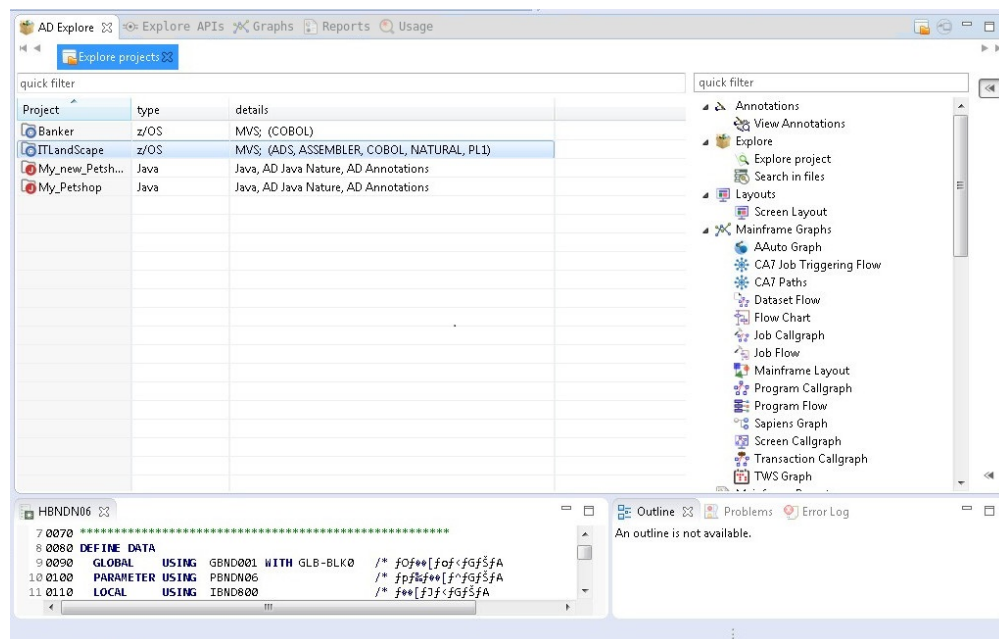 AD Explore Explore APIs Graphs Reports Usage
Explore projects
quick filter
Project type details
Banker z/OS MVS; (COBOL)
ITLandScape z/OS MVS; (ADS, ASSEMBLER, COBOL, NATURAL, PL1)
My_new_Petsh... Java Java, AD Java Nature, AD Annotations
My_Petshop Java Java, AD Java Nature, AD Annotations
quick filter
Annotations
View Annotations
Explore
Explore project
Search in files
Layouts
Screen Layout
Mainframe Graphs
AAuto Graph
CA7 Job Triggering Flow
CA7 Paths
Dataset Flow
Flow Chart
Job Callgraph
Job Flow
Mainframe Layout
Program Callgraph
Program Flow
Sapiens Graph
Screen Callgraph
Transaction Callgraph
TWS Graph
HBNDN06
7 0070
8 0080 DEFINE DATA
9 0090 GLOBAL USING GBND001 WITH GLB-BLK0 /*
10 0100 PARAMETER USING PBNDN06 /*
11 0110 LOCAL USING IBND800 /*
Outline Problems Error Log
An outline is not available.